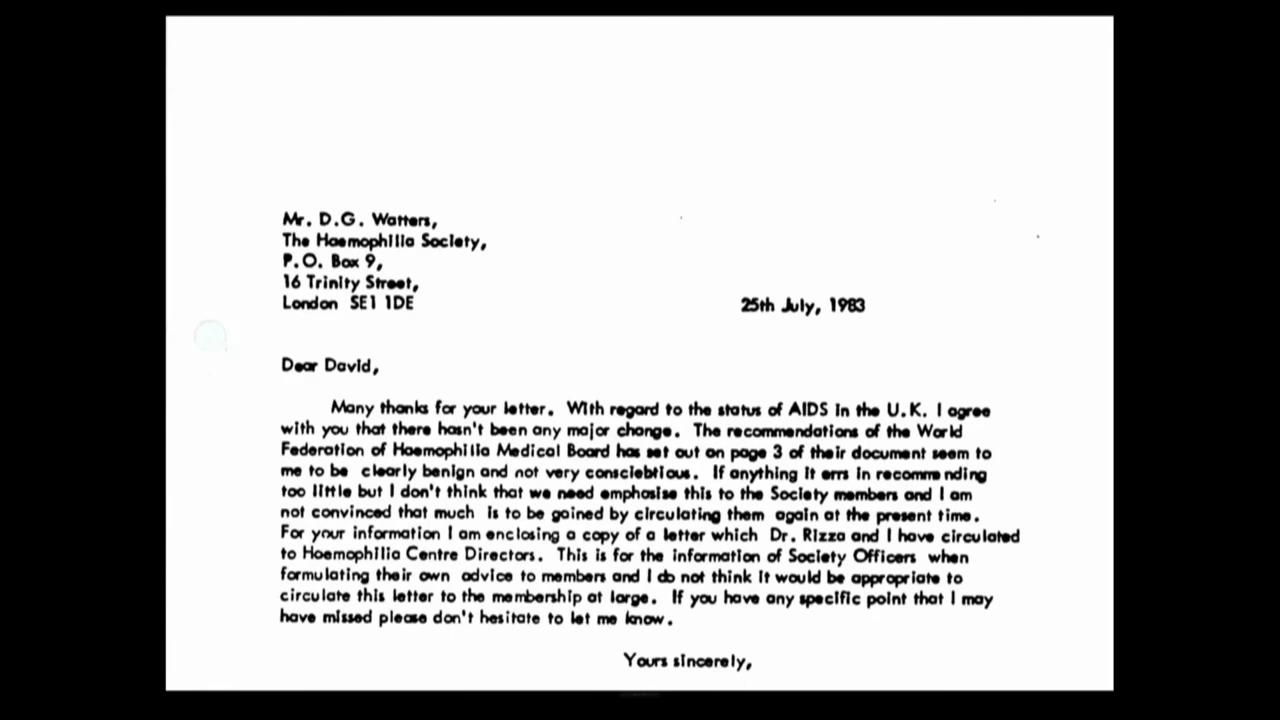 Mr. D.G. Watters,
The Haemophilia Society,
P.O. Box 9,
16 Trinity Street,
London SE1 1DE
25th July, 1983
Dear David,
Many thanks for your letter. With regard to the status of AIDS in the U.K. I agree
with you that there hasn't been any major change. The recommendations of the World
Federation of Haemophilia Medical Board has set out on page 3 of their document seem to
me to be clearly benign and not very consciebtious. If anything it errs in recommending
too little but I don't think that we need emphasise this to the Society members and I am
not convinced that much is to be gained by circulating them again at the present time.
For your information I am enclosing a copy of a letter which Dr. Rizza and I have circulated
to Haemophilia Centre Directors. This is for the information of Society Officers when
formulating their own advice to members and I do not think it would be appropriate to
circulate this letter to the membership at large. If you have any specific point that I may
have missed please don't hesitate to let me know.
Yours sincerely,